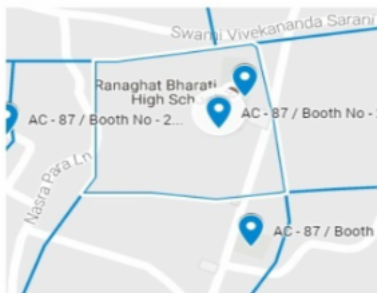 Swami Vivekananda Sarani
Ranaghat Bharati
High Scho
AC - 87 / Booth No -
AC - 87 / Booth No - 2...
Nasra Para Ln
AC - 87 / Booth